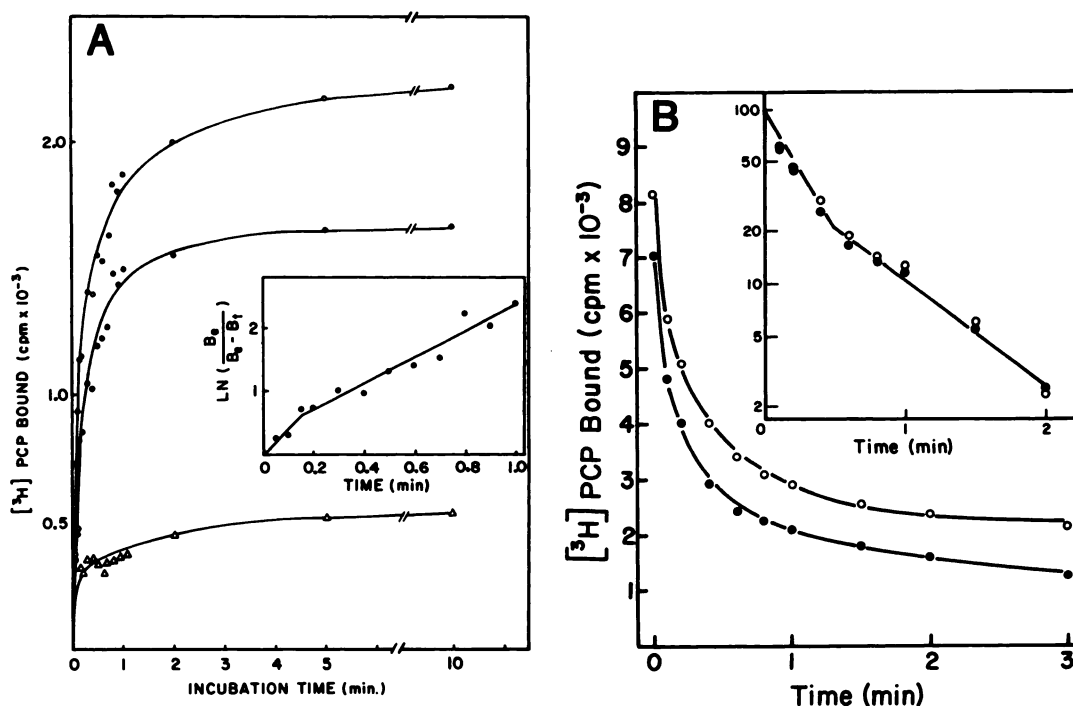 A
[³H] PCP BOUND (cpm x 10⁻³)
2.0
1.0
0.5
0 1 2 3 4 5 10
INCUBATION TIME (min.)
LN (Bₑ / Bₑ - Bₜ)
2
1
0 0.2 0.4 0.6 0.8 1.0
TIME (min)
B
[³H] PCP Bound (cpm x 10⁻³)
9
8
7
6
5
4
3
2
1
0 1 2 3
Time (min)
100
50
20
10
5
2
0 1 2
Time (min)